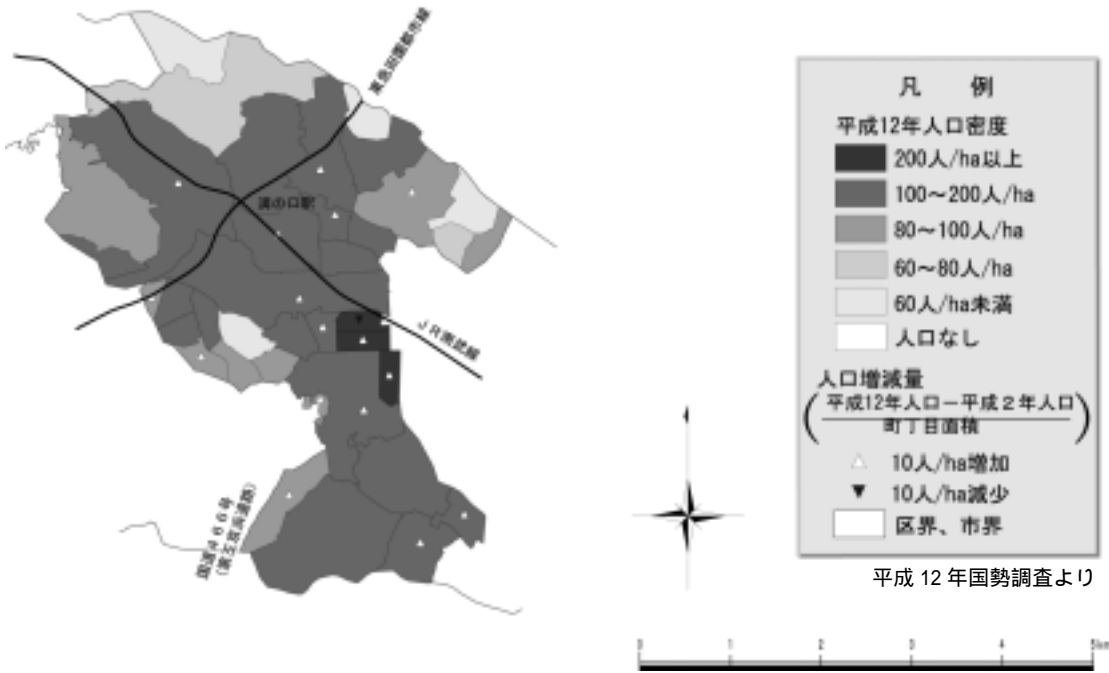 東急田園都市線
溝の口駅
JR南武線
国道466号
(第三京浜道路)
凡 例
平成12年人口密度
200人/ha以上
100~200人/ha
80~100人/ha
60~80人/ha
60人/ha未満
人口なし
人口増減量
平成12年人口-平成2年人口
町丁目面積
10人/ha増加
10人/ha減少
区界、市界
平成 12 年国勢調査より
0 1 2 3 4 5km